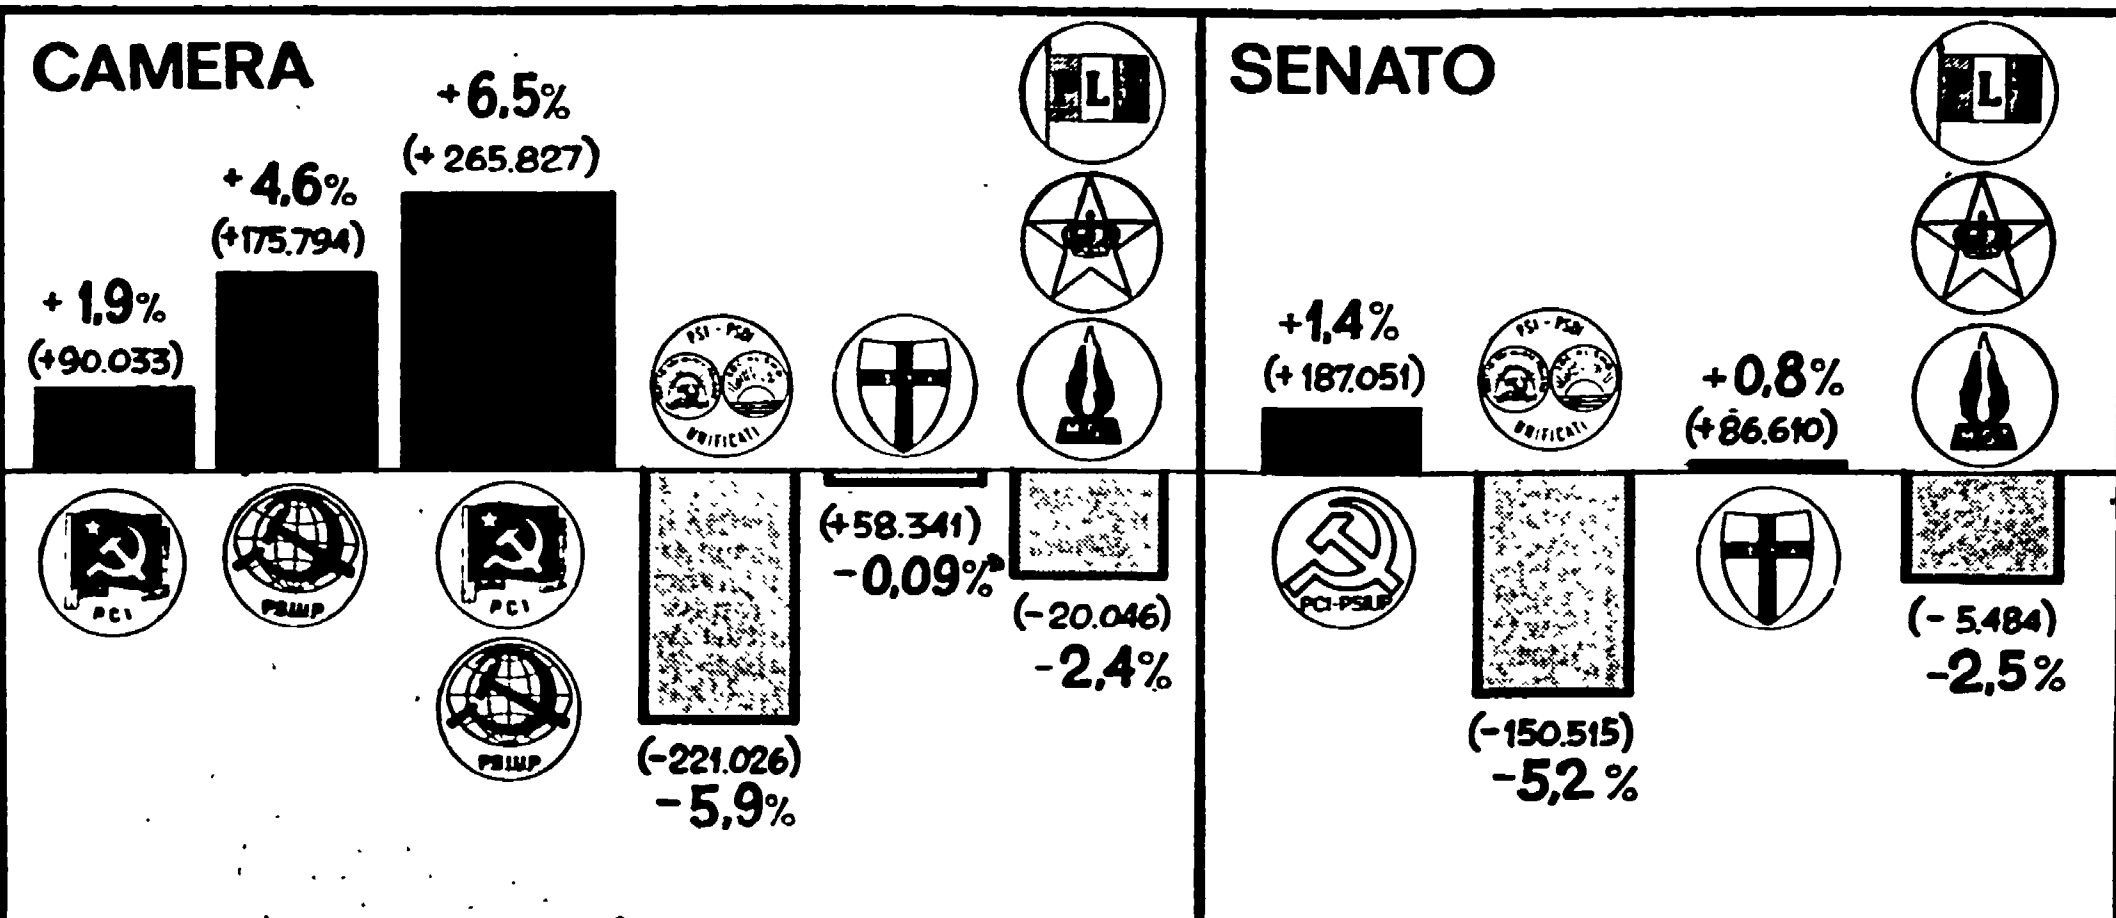 CAMERA
+1,9%
(+90.033)
PCI
+4,6%
(+175.794)
PSIUP
+6,5%
(+265.827)
PCI
PSIUP
PSI - PSDI
UNIFICATI
(-221.026)
-5,9%
(+58.341)
-0,09%
L
(-20.046)
-2,4%
SENATO
+1,4%
(+187.051)
PCI-PSIUP
PSI - PSDI
UNIFICATI
(-150.515)
-5,2%
+0,8%
(+86.610)
L
(-5.484)
-2,5%